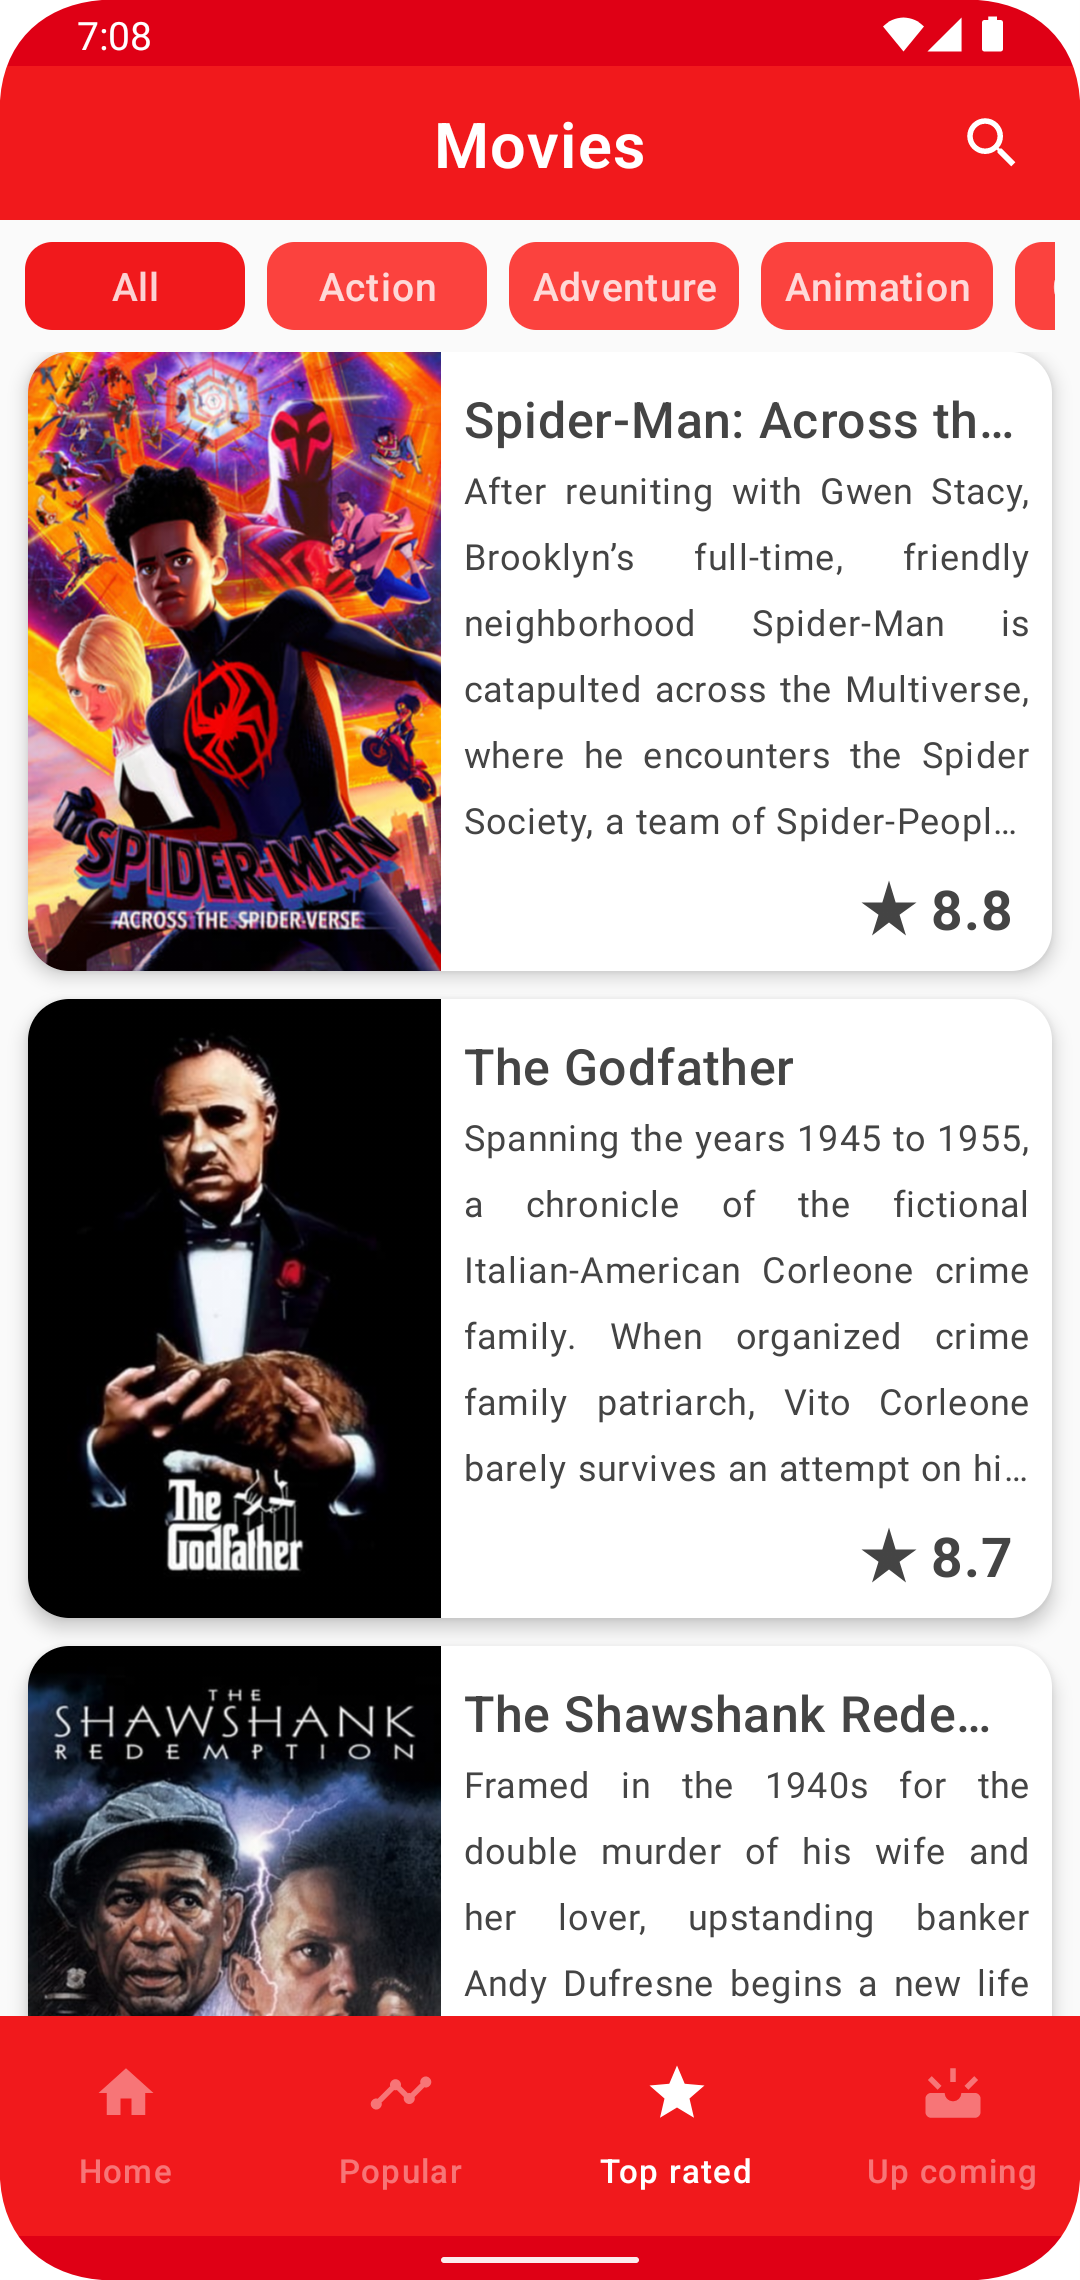 7:08
Movies
All
Action
Adventure
Animation
Spider-Man: Across th...
After reuniting with Gwen Stacy,
Brooklyn’s full-time, friendly
neighborhood Spider-Man is
catapulted across the Multiverse,
where he encounters the Spider
Society, a team of Spider-Peopl...
8.8
SPIDER-MAN
ACROSS THE SPIDER-VERSE
The Godfather
Spanning the years 1945 to 1955,
a chronicle of the fictional
Italian-American Corleone crime
family. When organized crime
family patriarch, Vito Corleone
barely survives an attempt on hi...
8.7
The
Godfather
THE
SHAWSHANK
REDEMPTION
The Shawshank Rede...
Framed in the 1940s for the
double murder of his wife and
her lover, upstanding banker
Andy Dufresne begins a new life
Home
Popular
Top rated
Up coming